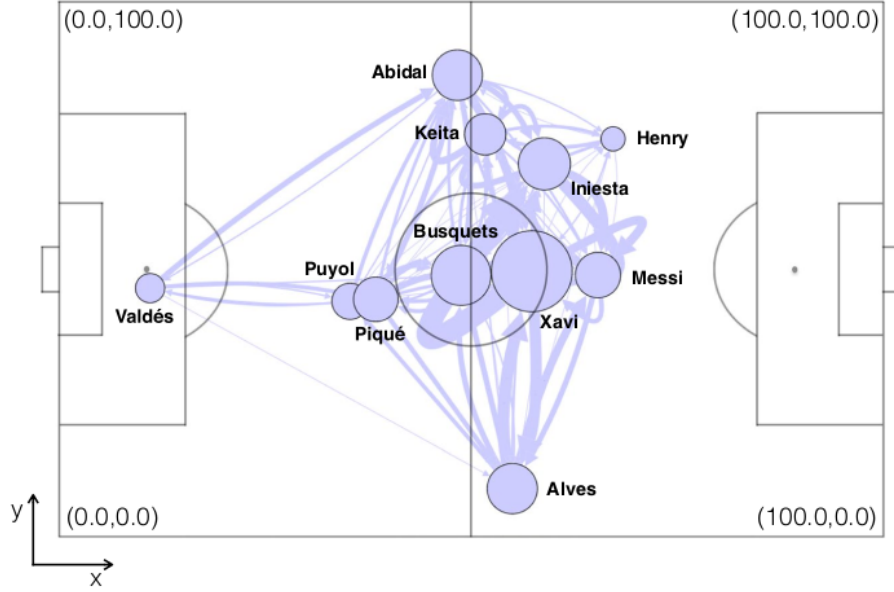 (0.0,100.0)
(100.0,100.0)
Abidal
Keita
Henry
Iniesta
Busquets
Puyol
Messi
Valdés
Xavi
Piqué
Alves
y
(0.0,0.0)
(100.0,0.0)
x